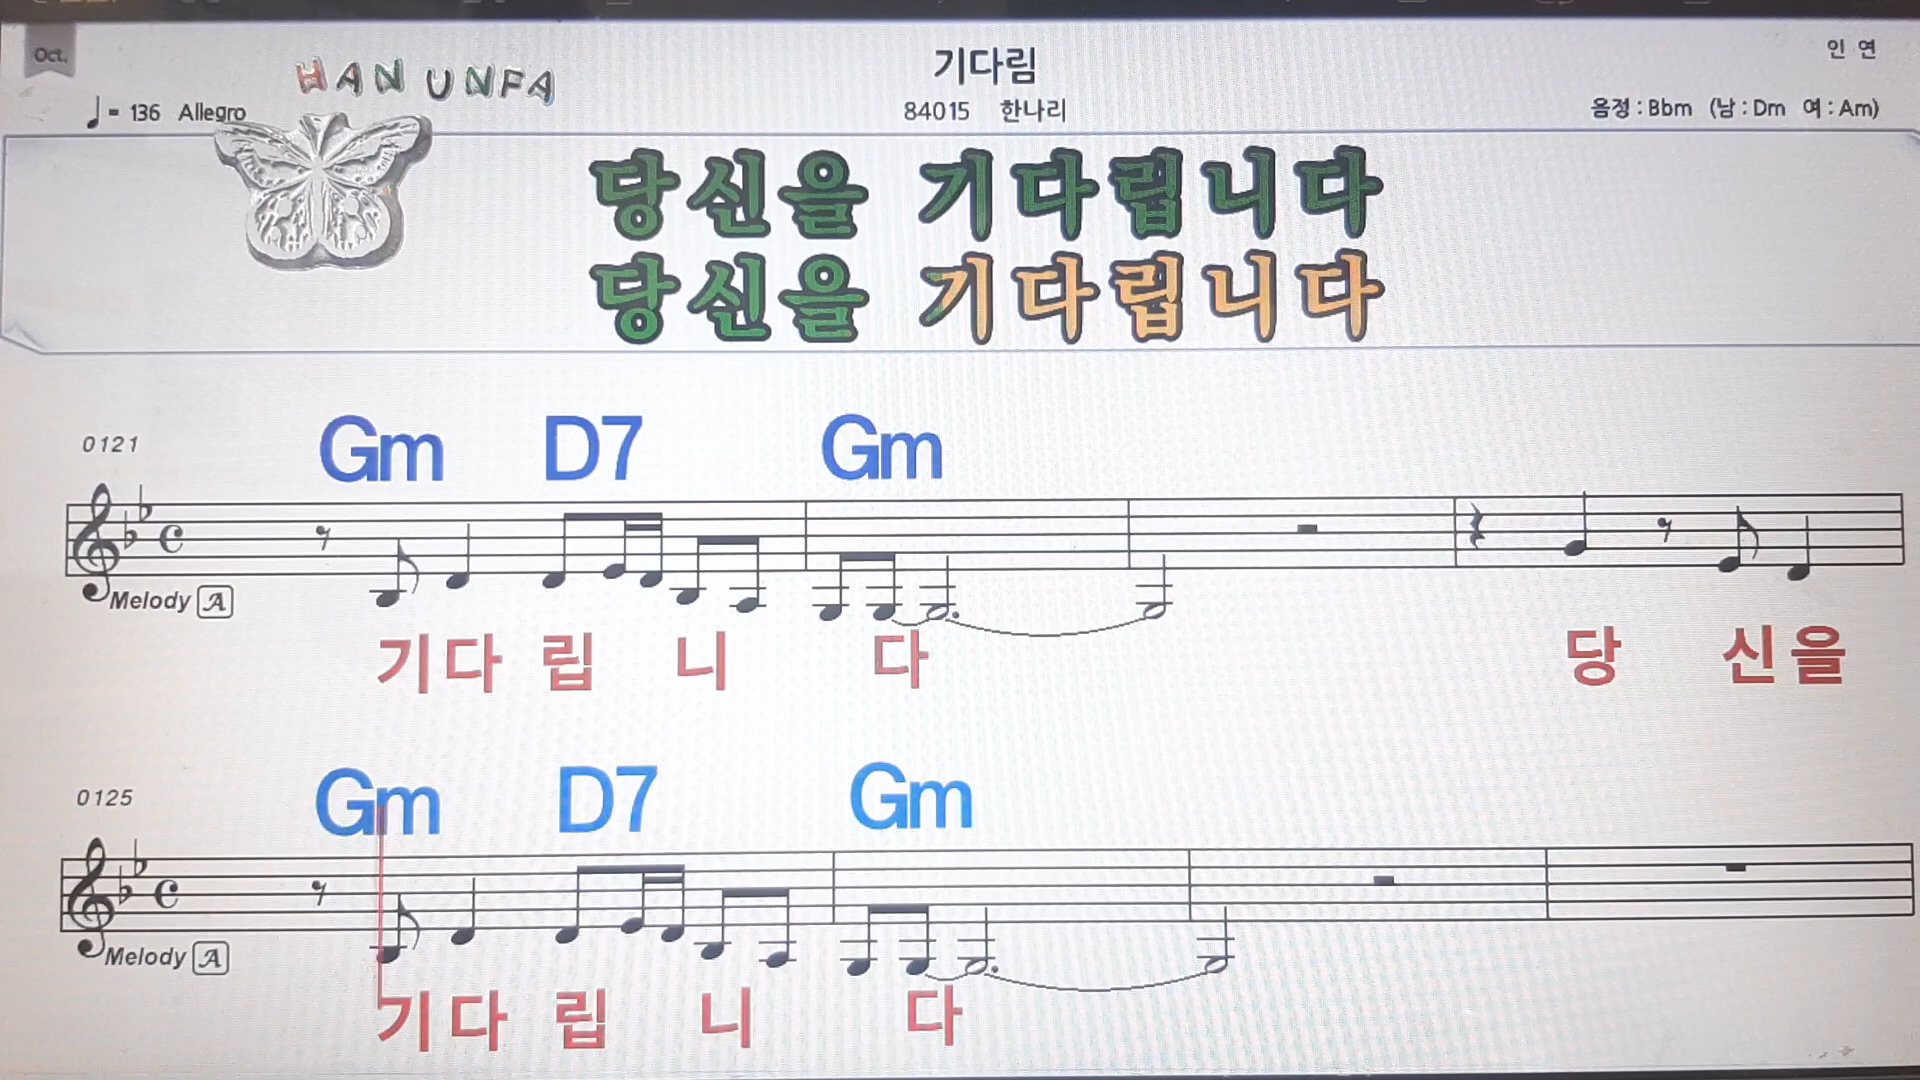 Oct.
HAN UNFA
기다림
인 연
= 136 Allegro
84015 한나리
음정 : Bbm (남 : Dm 여 : Am)
당신을 기다립니다
당신을 기다립니다
0121
Gm D7 Gm
Melody A
기다 립 니 다 당 신을
0125
Gm D7 Gm
Melody A
기다 립 니 다